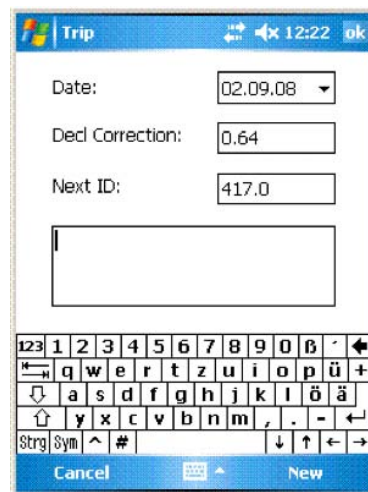 Trip 12:22 ok
Date: 02.09.08
Decl Correction: 0.64
Next ID: 417.0
123 1 2 3 4 5 6 7 8 9 0 ß ´
q w e r t z u i o p ü +
a s d f g h j k l ö ä
y x c v b n m , . -
Strg Sym ^ #
Cancel New